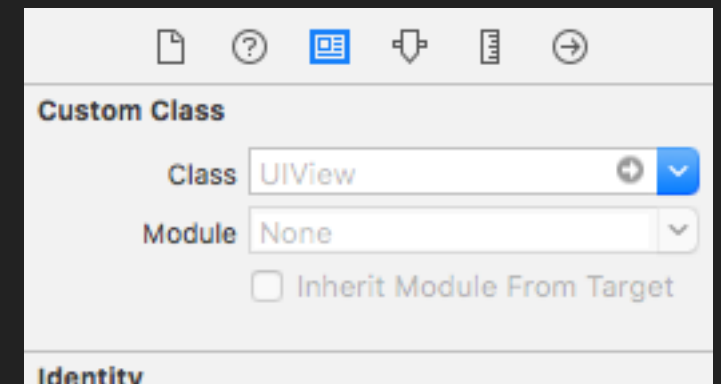 Custom Class
Class UIView
Module None
Inherit Module From Target
Identity